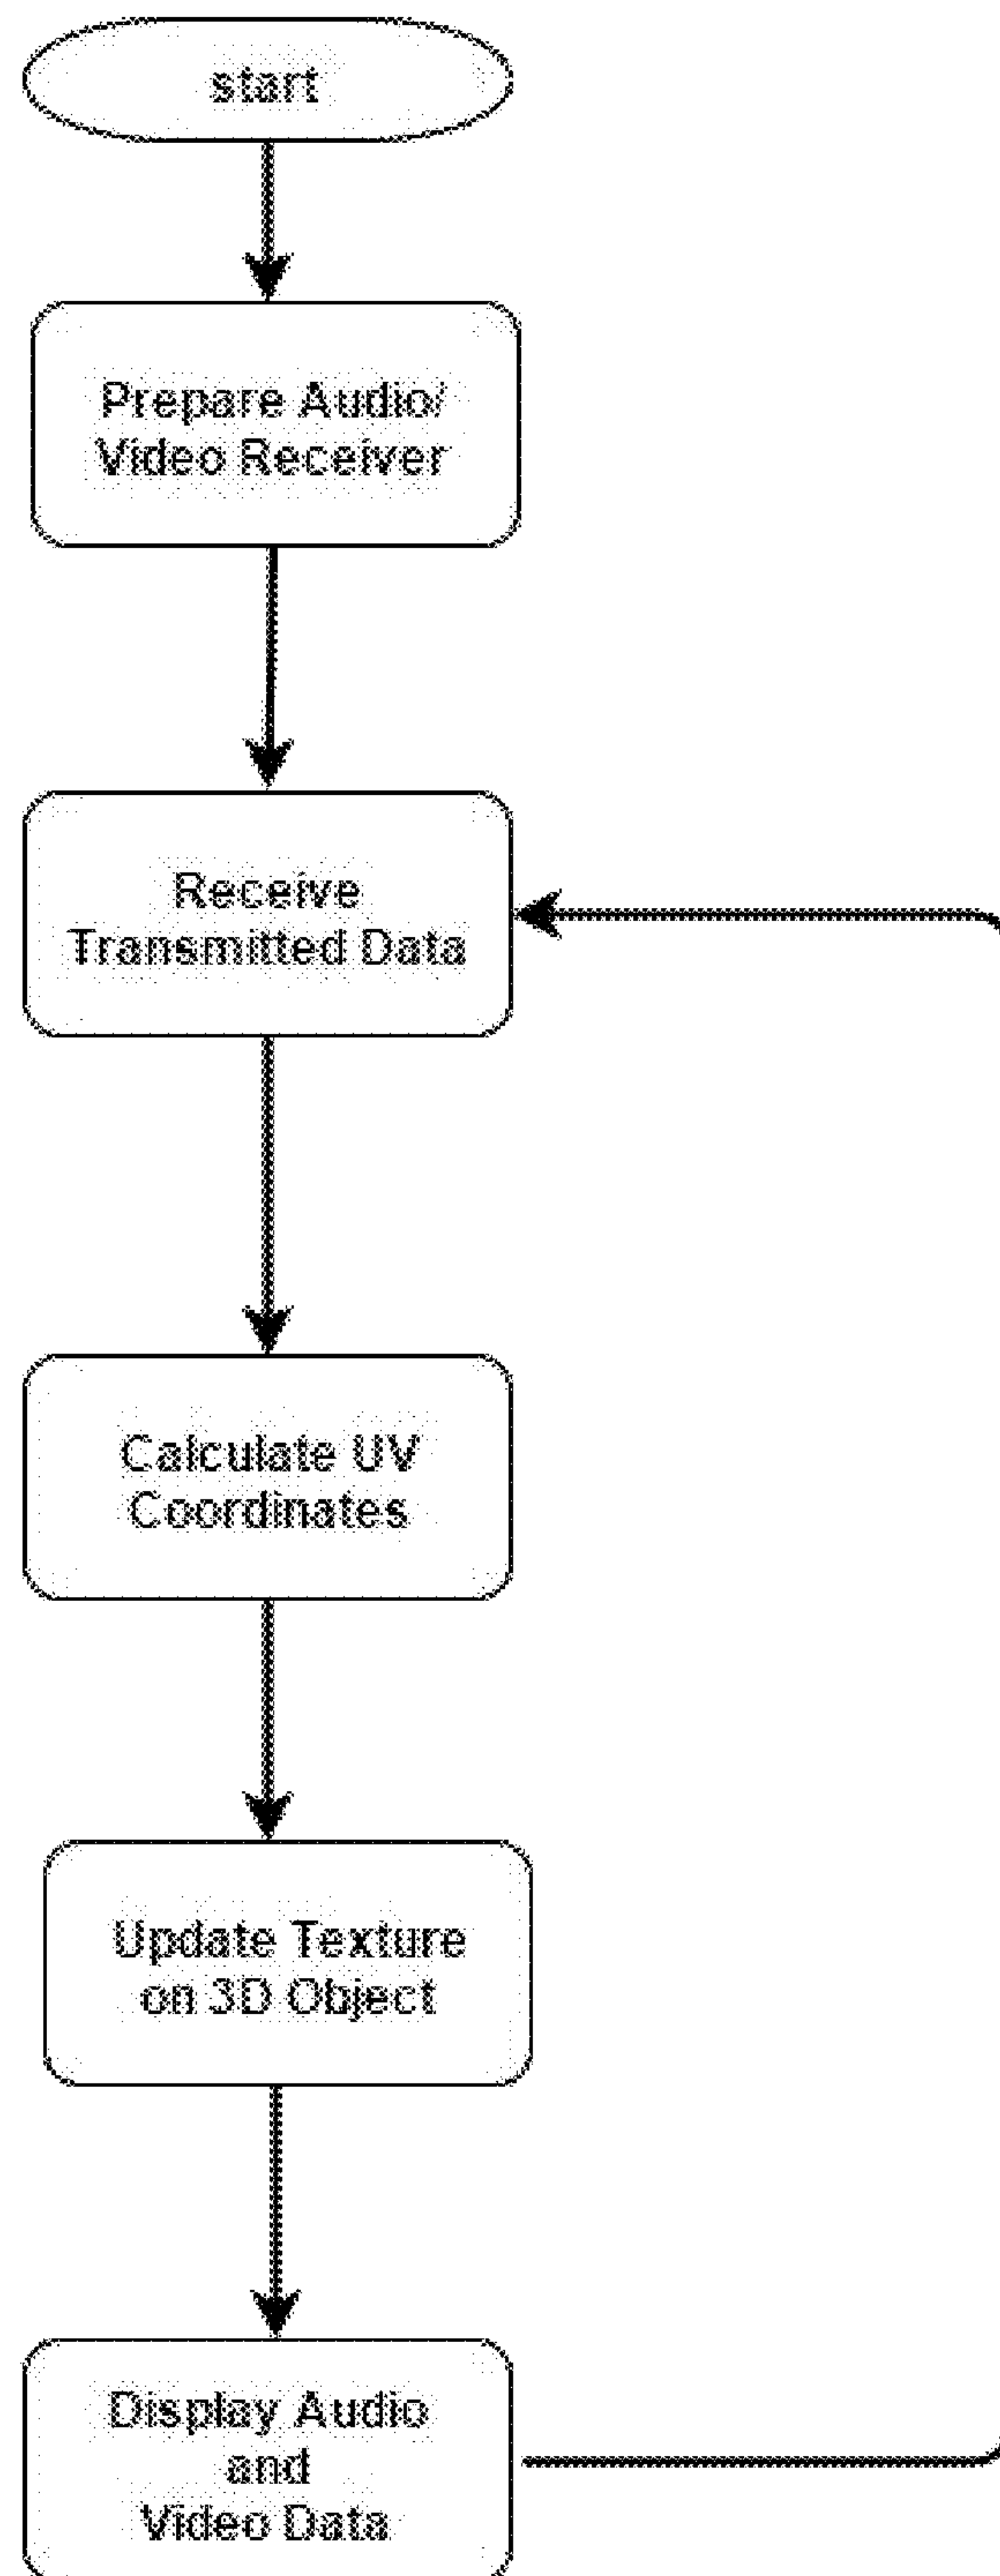 start
Prepare Audio/
Video Receiver
Receive
Transmitted Data
Calculate UV
Coordinates
Update Texture
on 3D Object
Display Audio
and
Video Data